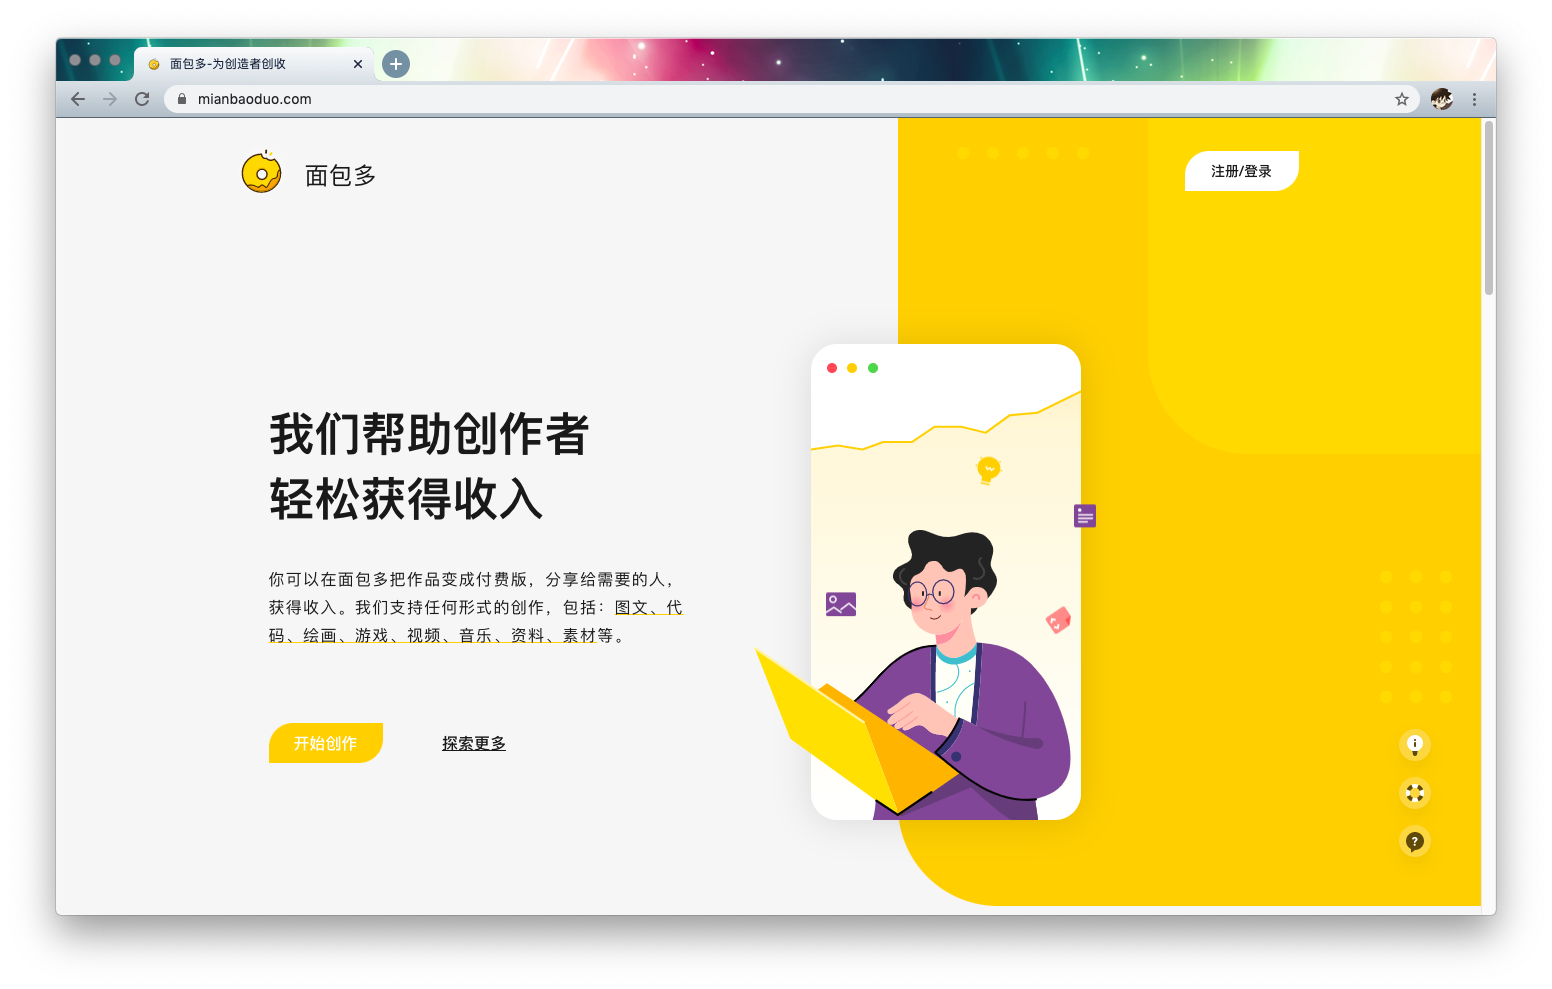 面包多-为创造者创收
mianbaoduo.com
面包多
注册/登录
我们帮助创作者
轻松获得收入
你可以在面包多把作品变成付费版，分享给需要的人，
获得收入。我们支持任何形式的创作，包括：图文、代
码、绘画、游戏、视频、音乐、资料、素材等。
开始创作
探索更多